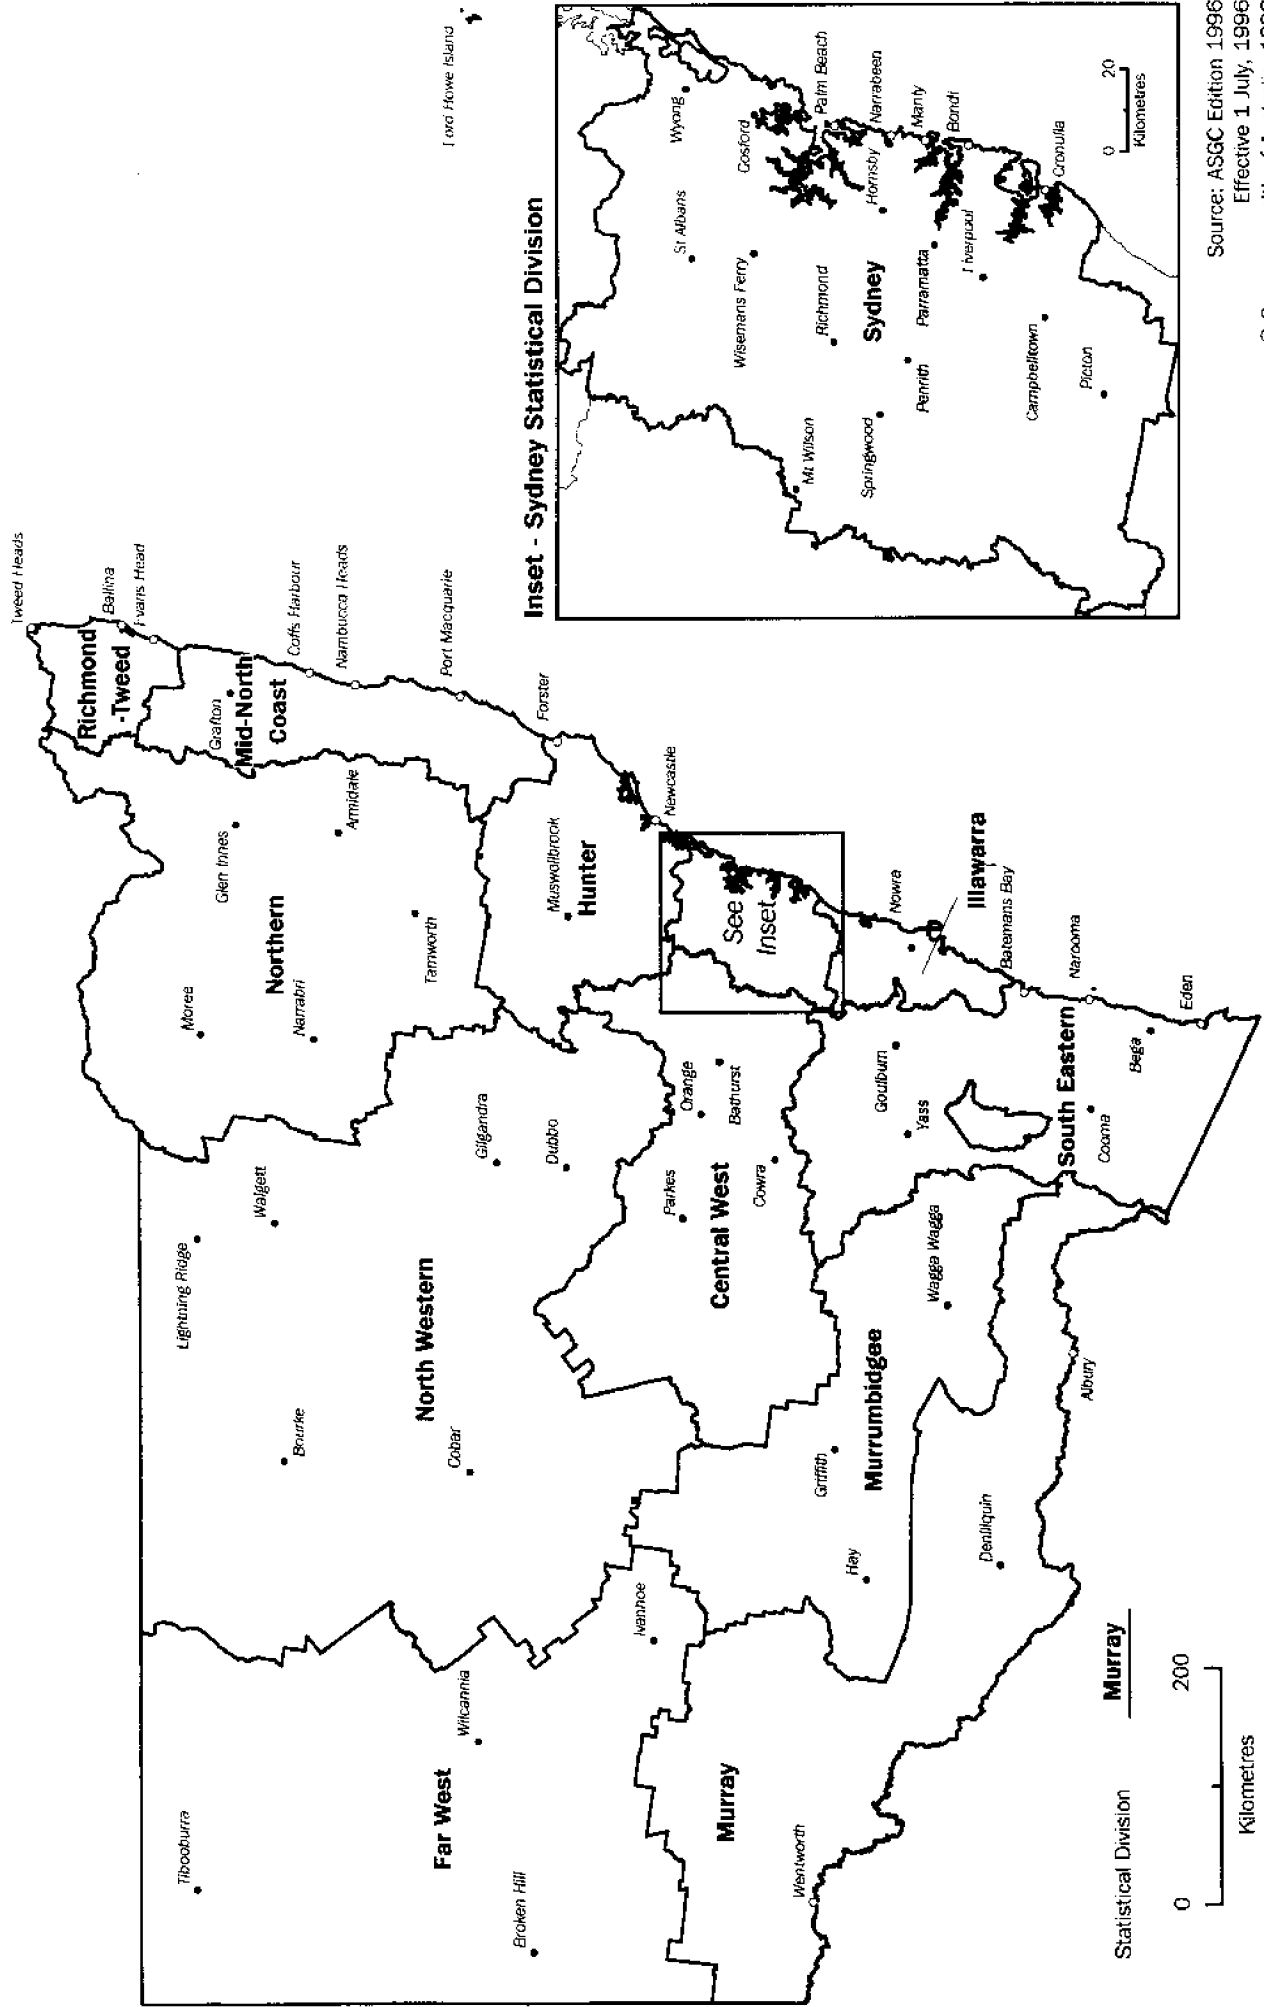 Lord Howe Island
Tweed Heads
Richmond
-Tweed
Ballina
Evans Head
Grafton
Mid-North
Coast
Coffs Harbour
Nambucca Heads
Port Macquarie
Forster
Glen Innes
Armidale
Northern
Moree
Narrabri
Tamworth
Muswellbrook
Hunter
Newcastle
See
Inset
Nowra
Illawarra
Batemans Bay
Narooma
Eden
Bega
Lightning Ridge
Walgett
Gilgandra
Dubbo
Bourke
Cobar
North Western
Orange
Bathurst
Parkes
Central West
Cowra
Goulburn
Yass
South Eastern
Cooma
Wagga Wagga
Murrumbidgee
Griffith
Hay
Albury
Deniliquin
Tibooburra
Wilcannia
Far West
Broken Hill
Ivanhoe
Murray
Wentworth
Inset - Sydney Statistical Division
Wyong
Gosford
Palm Beach
Narrabeen
Manly
Bondi
Cronulla
St Albans
Wisemans Ferry
Hornsby
Richmond
Sydney
Parramatta
Liverpool
Mt Wilson
Springwood
Penrith
Campbelltown
Picton
0 20
Kilometres
Statistical Division Murray
0 200
Kilometres
Source: ASGC Edition 1996
Effective 1 July, 1996